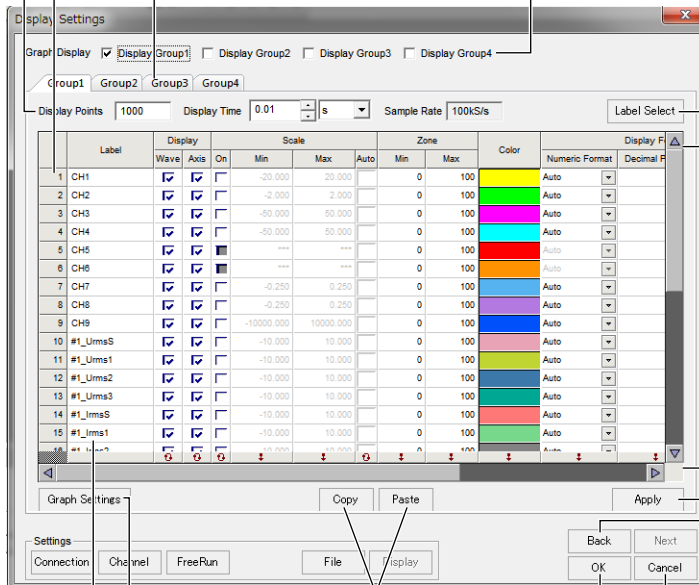 Display Settings
Graph Display Display Group1 Display Group2 Display Group3 Display Group4
Group1 Group2 Group3 Group4
Display Points 1000 Display Time 0.01 s Sample Rate 100kS/s Label Select
Label Display Scale Zone Color Display F
Wave Axis On Min Max Auto Min Max Numeric Format Decimal P
1 CH1 -20.000 20.000 0 100 Auto
2 CH2 -2.000 2.000 0 100 Auto
3 CH3 -50.000 50.000 0 100 Auto
4 CH4 -50.000 50.000 0 100 Auto
5 CH5 *** *** 0 100 Auto
6 CH6 *** *** 0 100 Auto
7 CH7 -0.250 0.250 0 100 Auto
8 CH8 -0.250 0.250 0 100 Auto
9 CH9 -10000.000 10000.000 0 100 Auto
10 #1_UrmsS -10.000 10.000 0 100 Auto
11 #1_Urms1 -10.000 10.000 0 100 Auto
12 #1_Urms2 -10.000 10.000 0 100 Auto
13 #1_Urms3 -10.000 10.000 0 100 Auto
14 #1_IrmsS -10.000 10.000 0 100 Auto
15 #1_Irms1 -10.000 10.000 0 100 Auto
Graph Settings Copy Paste Apply
Settings
Connection Channel FreeRun File Display
Back Next
OK Cancel